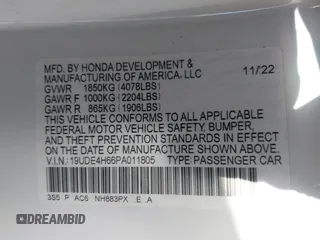 MFD. BY HONDA DEVELOPMENT &
MANUFACTURING OF AMERICA, LLC
11/22
GVWR 1850KG (4078LBS)
GAWR F 1000KG (2204LBS)
GAWR R 865KG (1906LBS)
THIS VEHICLE CONFORMS TO ALL APPLICABLE
FEDERAL MOTOR VEHICLE SAFETY, BUMPER,
AND THEFT PREVENTION STANDARDS IN EFFECT
ON THE DATE OF MANUFACTURE SHOWN ABOVE.
VIN: 19UDE4H66PA011805 TYPE: PASSENGER CAR
3S5 P AC6 NH883PX E A
DREAMBID